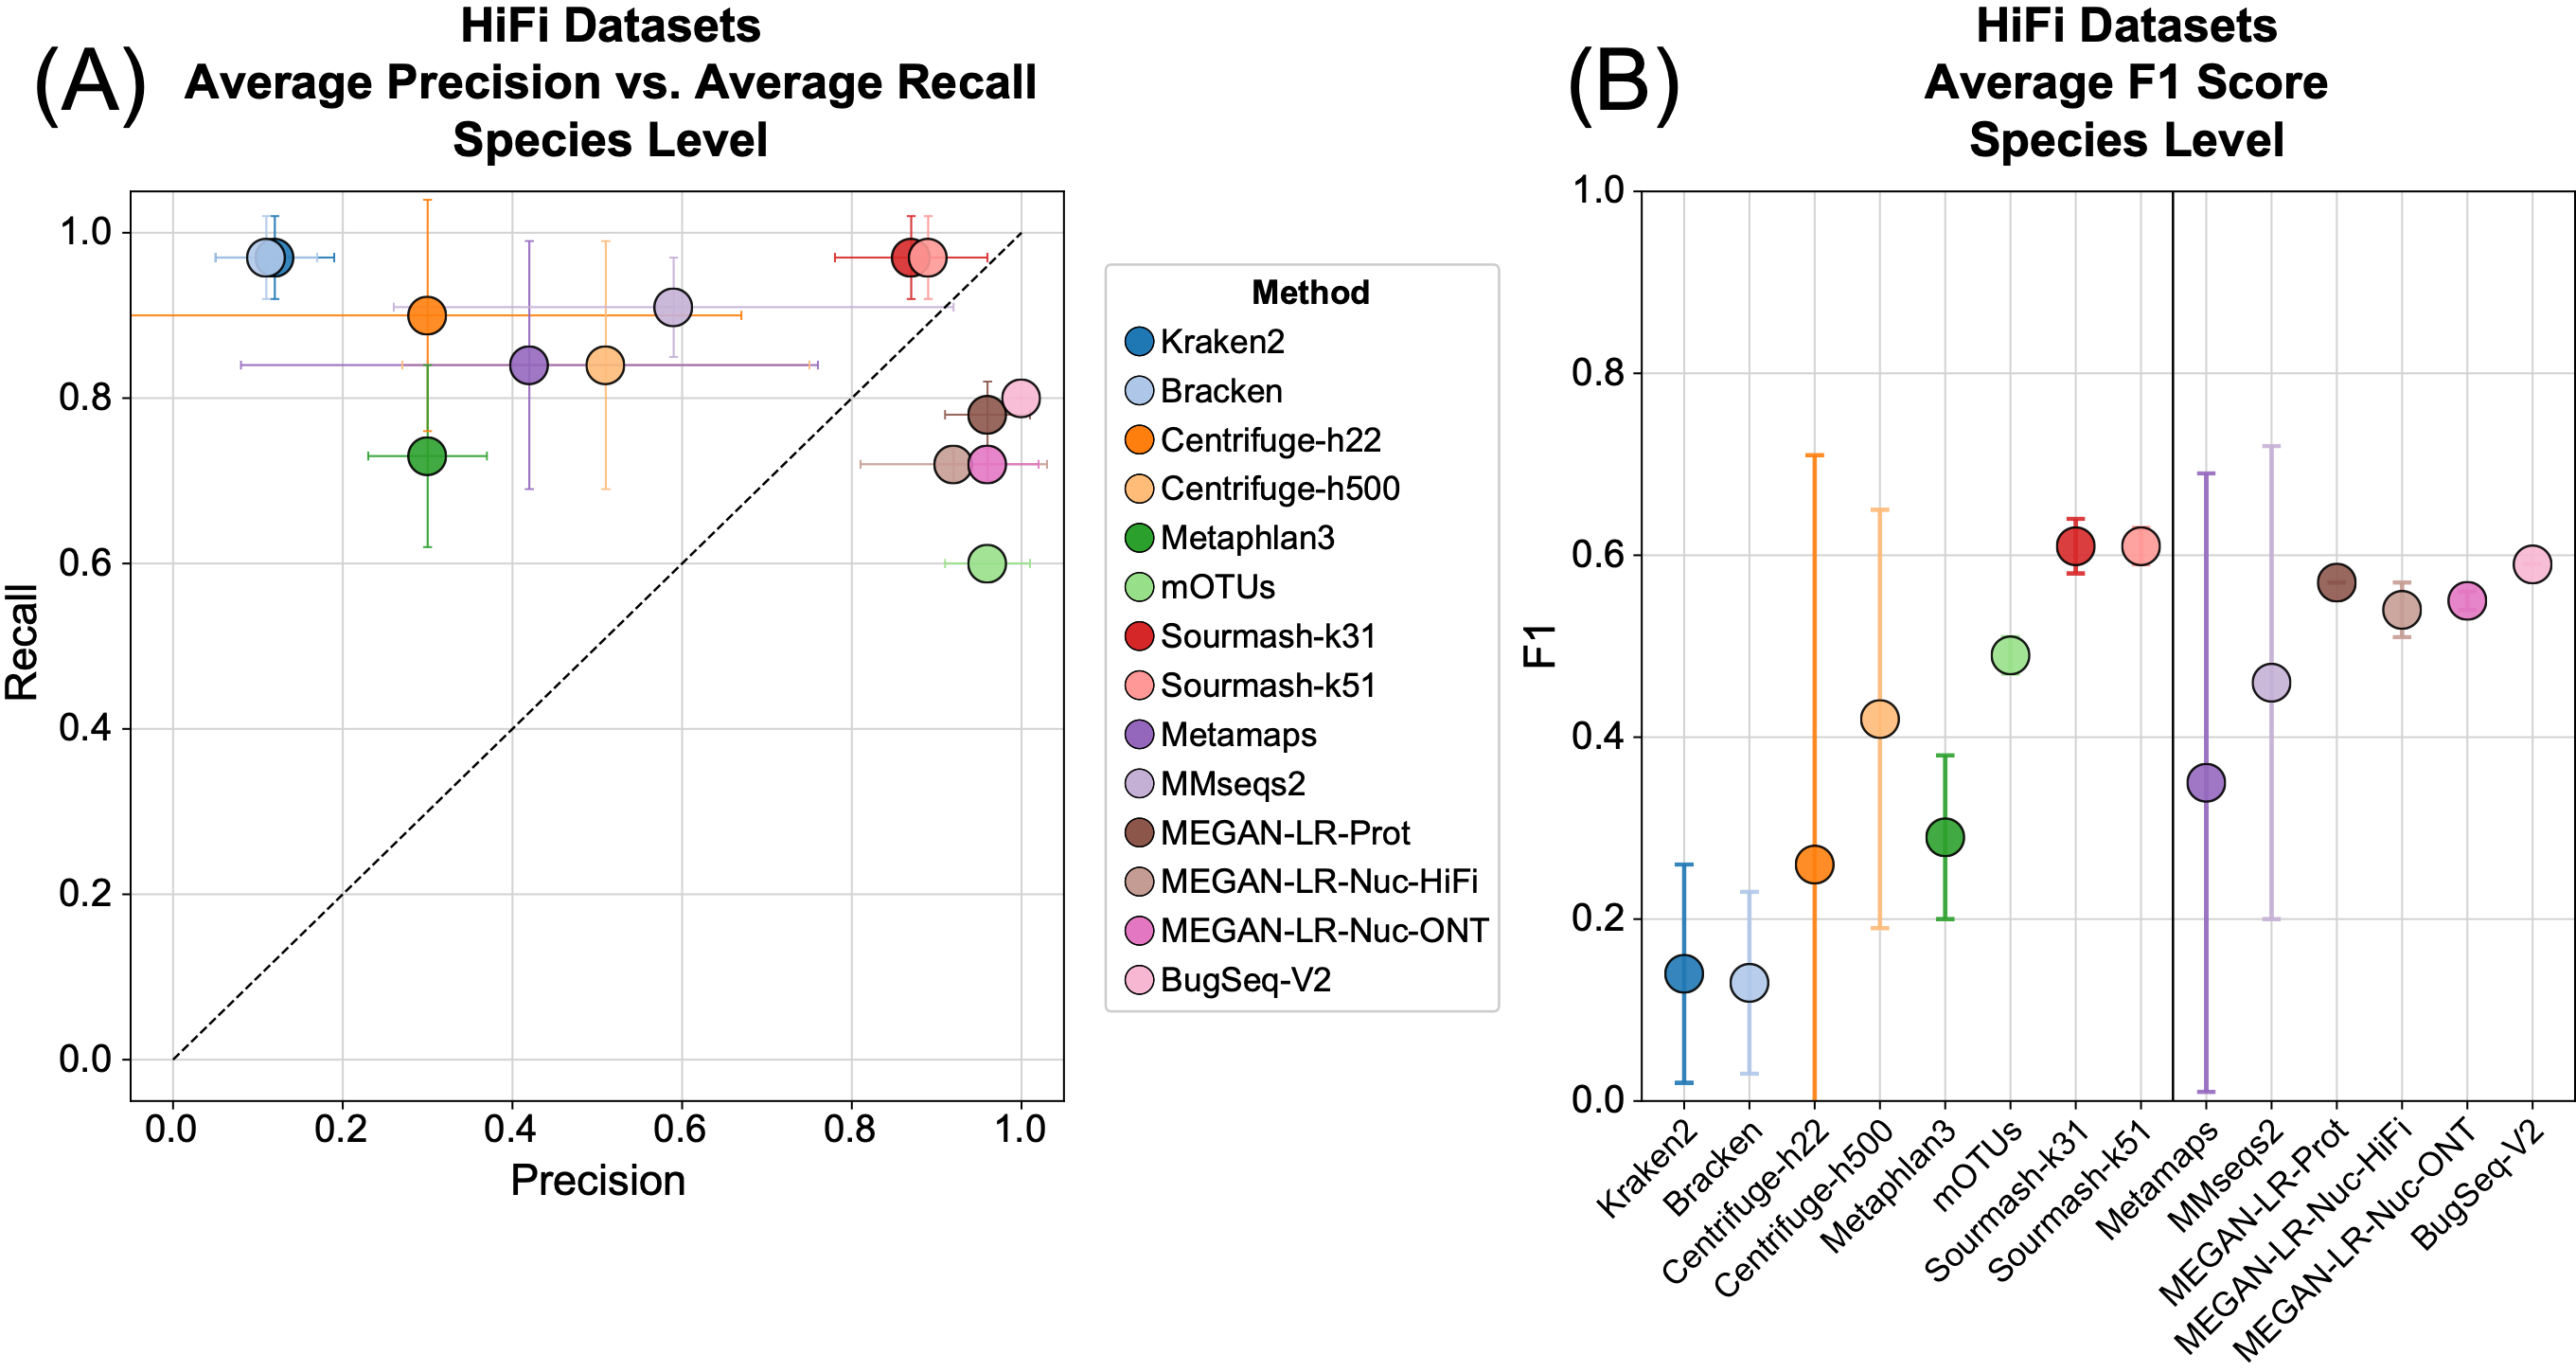 (A)
HiFi Datasets
Average Precision vs. Average Recall
Species Level
Recall
1.0
0.8
0.6
0.4
0.2
0.0
0.0 0.2 0.4 0.6 0.8 1.0
Precision
Method
Kraken2
Bracken
Centrifuge-h22
Centrifuge-h500
Metaphlan3
mOTUs
Sourmash-k31
Sourmash-k51
Metamaps
MMseqs2
MEGAN-LR-Prot
MEGAN-LR-Nuc-HiFi
MEGAN-LR-Nuc-ONT
BugSeq-V2
(B)
HiFi Datasets
Average F1 Score
Species Level
F1
1.0
0.8
0.6
0.4
0.2
0.0
Kraken2
Bracken
Centrifuge-h22
Centrifuge-h500
Metaphlan3
mOTUs
Sourmash-k31
Sourmash-k51
Metamaps
MMseqs2
MEGAN-LR-Prot
MEGAN-LR-Nuc-HiFi
MEGAN-LR-Nuc-ONT
BugSeq-V2